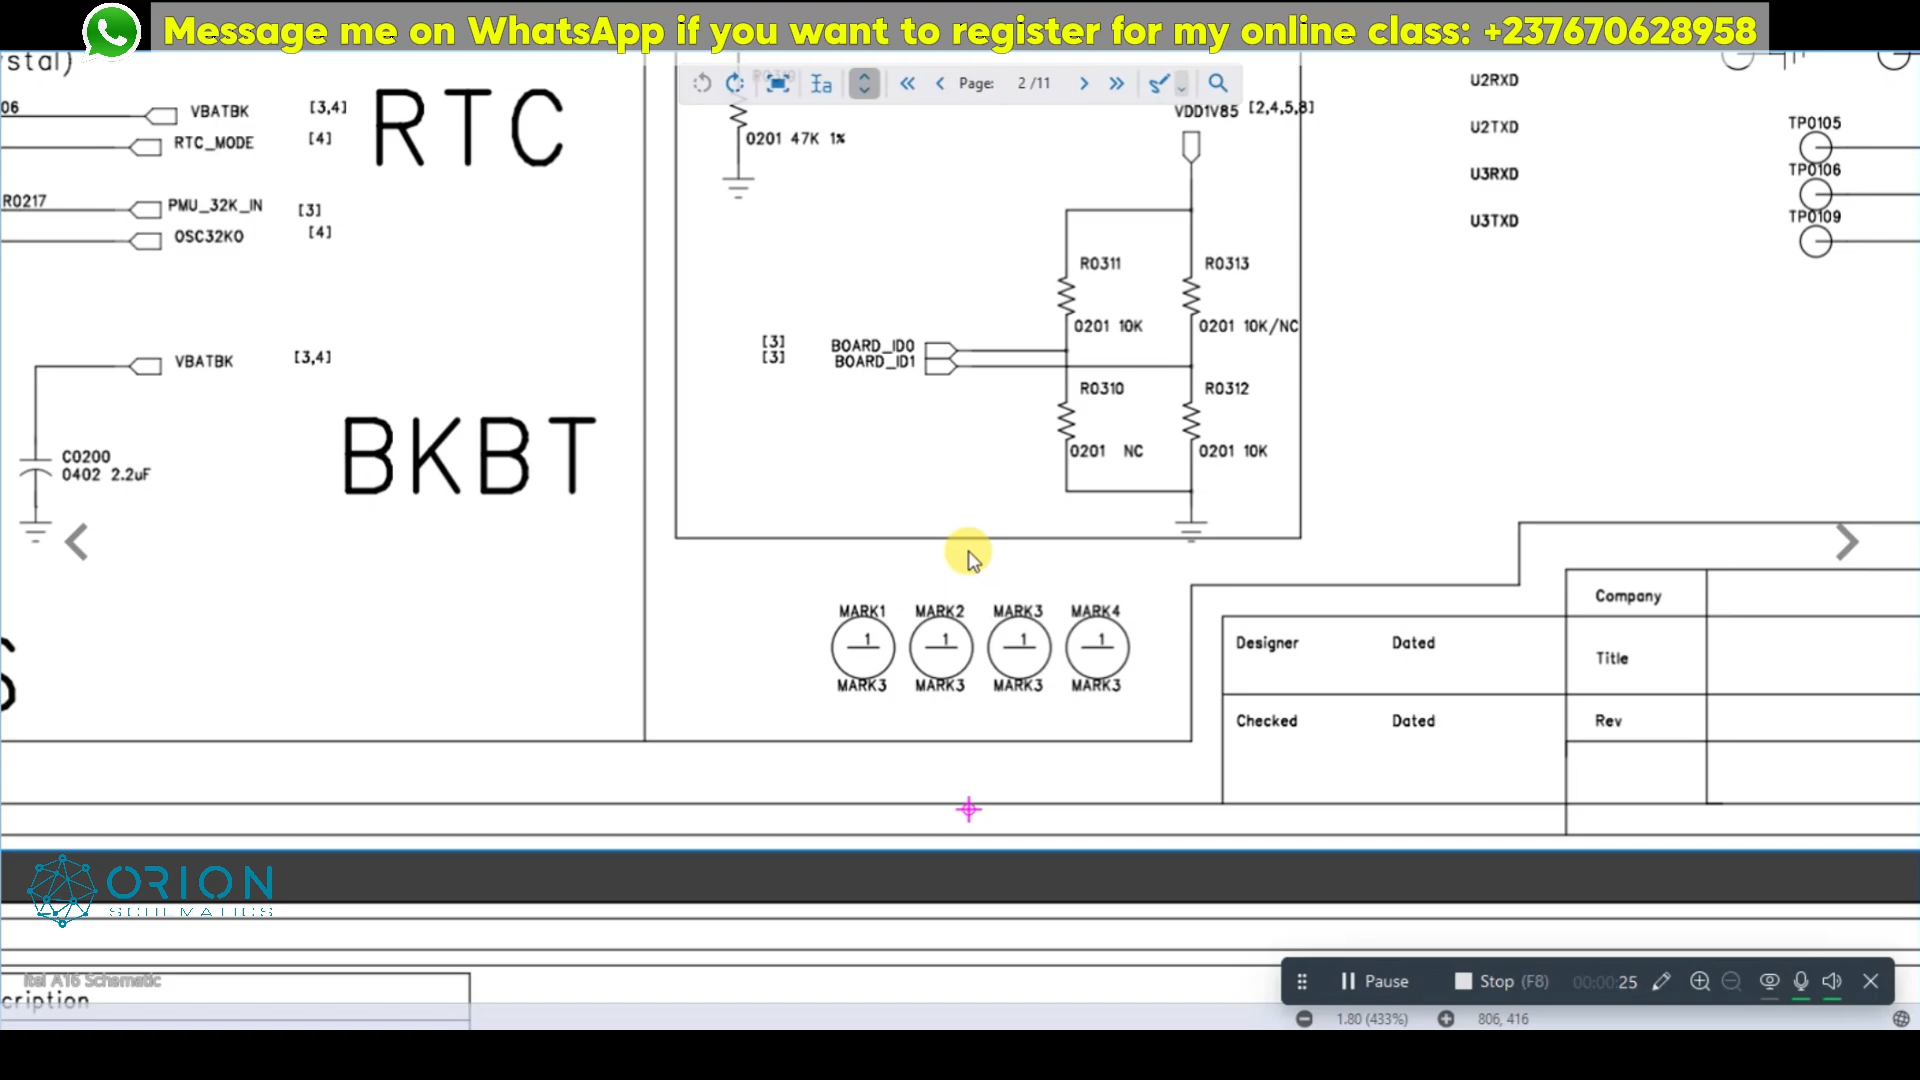 Message me on WhatsApp if you want to register for my online class: +237670628958
stal)
06
VBATBK [3,4]
RTC_MODE [4]
RTC
R0217
PMU_32K_IN [3]
OSC32KO [4]
VBATBK [3,4]
C0200
0402 2.2uF
BKBT
Page: 2 /11
0201 47K 1%
VDD1V85 [2,4,5,8]
R0311
R0313
0201 10K
0201 10K/NC
[3] BOARD_ID0
[3] BOARD_ID1
R0310
R0312
0201 NC
0201 10K
U2RXD
U2TXD
U3RXD
U3TXD
TP0105
TP0106
TP0109
MARK1 MARK2 MARK3 MARK4
1 1 1 1
MARK3 MARK3 MARK3 MARK3
Designer Dated
Checked Dated
Company
Title
Rev
ORION
SCHEMATICS
Itel A16 Schematic
cription
Pause Stop (F8) 00:00:25
1.80 (433%) 806, 416